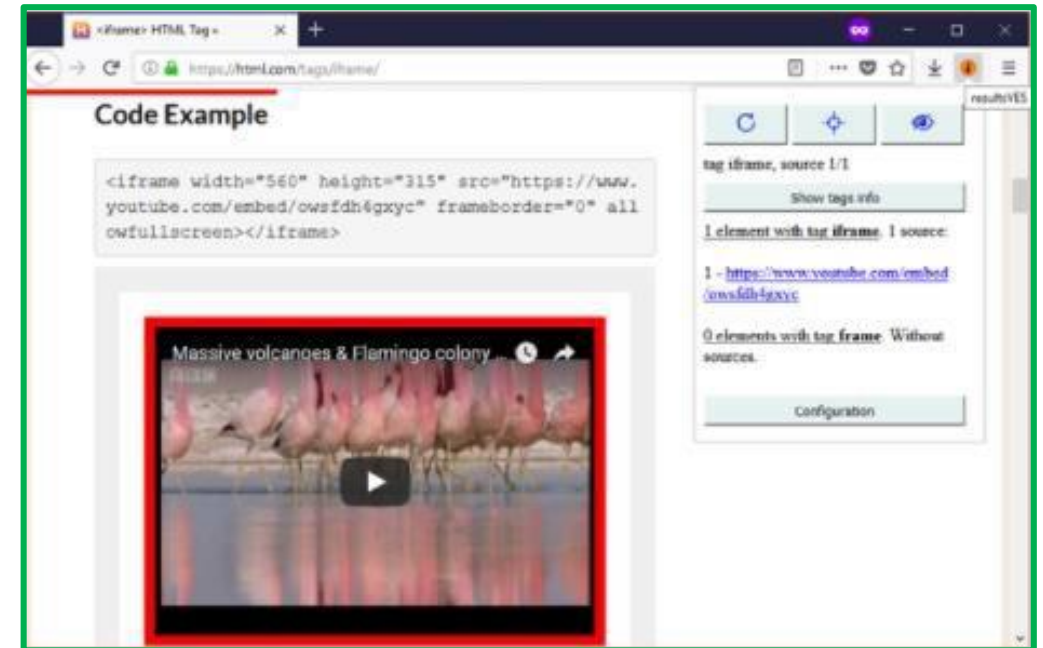 <iframe> HTML Tag -
https://html.com/tags/iframe/
resultsYES
Code Example
<iframe width="560" height="315" src="https://www.
youtube.com/embed/owsfdh4gxyc" frameborder="0" all
owfullscreen></iframe>
Massive volcanoes & Flamingo colony ...
tag iframe, source 1/1
Show tags info
1 element with tag iframe. 1 source:
1 - https://www.youtube.com/embed
/owsfdh4gxyc
0 elements with tag frame. Without
sources.
Configuration